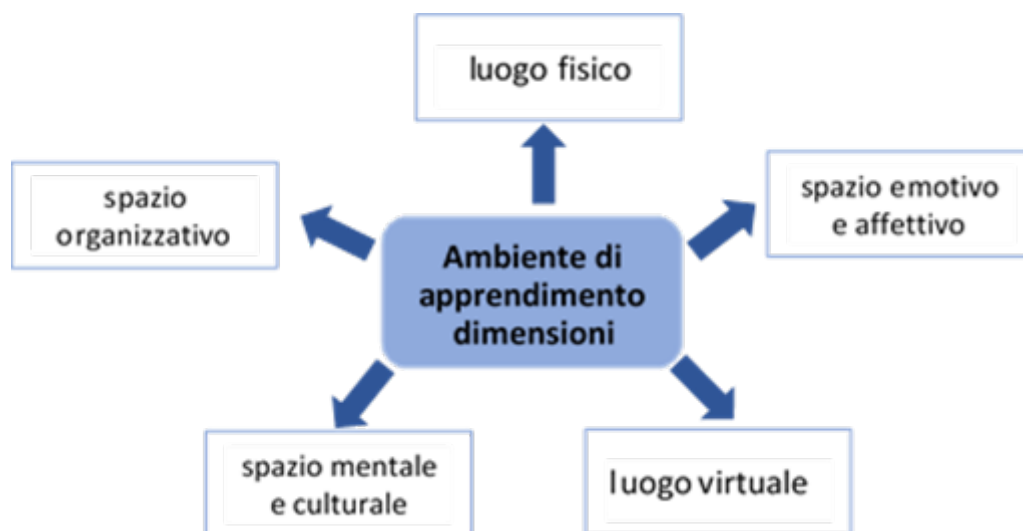 luogo fisico
spazio
organizzativo
spazio emotivo
e affettivo
Ambiente di
apprendimento
dimensioni
spazio mentale
e culturale
luogo virtuale